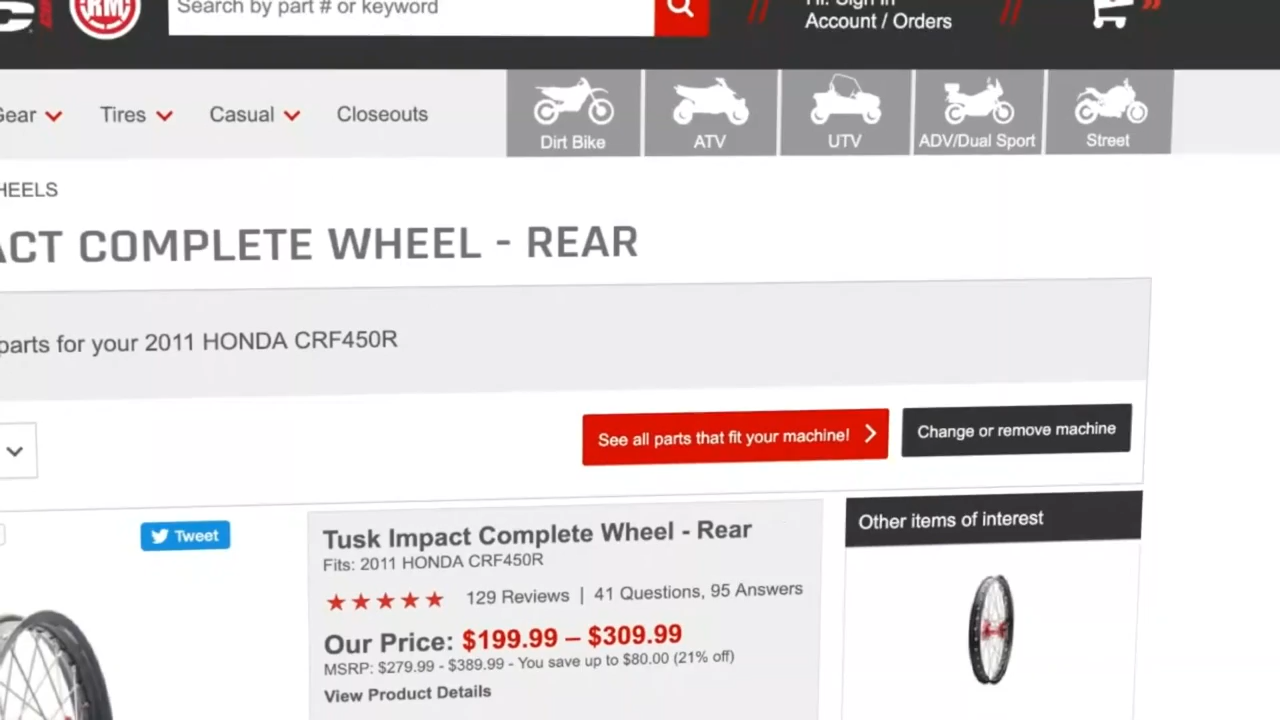 RM
Search by part # or keyword
Hi! Sign In
Account / Orders
Gear
Tires
Casual
Closeouts
Dirt Bike
ATV
UTV
ADV/Dual Sport
Street
HEELS
ACT COMPLETE WHEEL - REAR
parts for your 2011 HONDA CRF450R
See all parts that fit your machine!
Change or remove machine
Tweet
Tusk Impact Complete Wheel - Rear
Fits: 2011 HONDA CRF450R
129 Reviews | 41 Questions, 95 Answers
Our Price: $199.99 – $309.99
MSRP: $279.99 - $389.99 - You save up to $80.00 (21% off)
View Product Details
Other items of interest